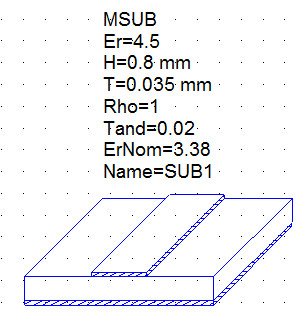 MSUB
Er=4.5
H=0.8 mm
T=0.035 mm
Rho=1
Tand=0.02
ErNom=3.38
Name=SUB1